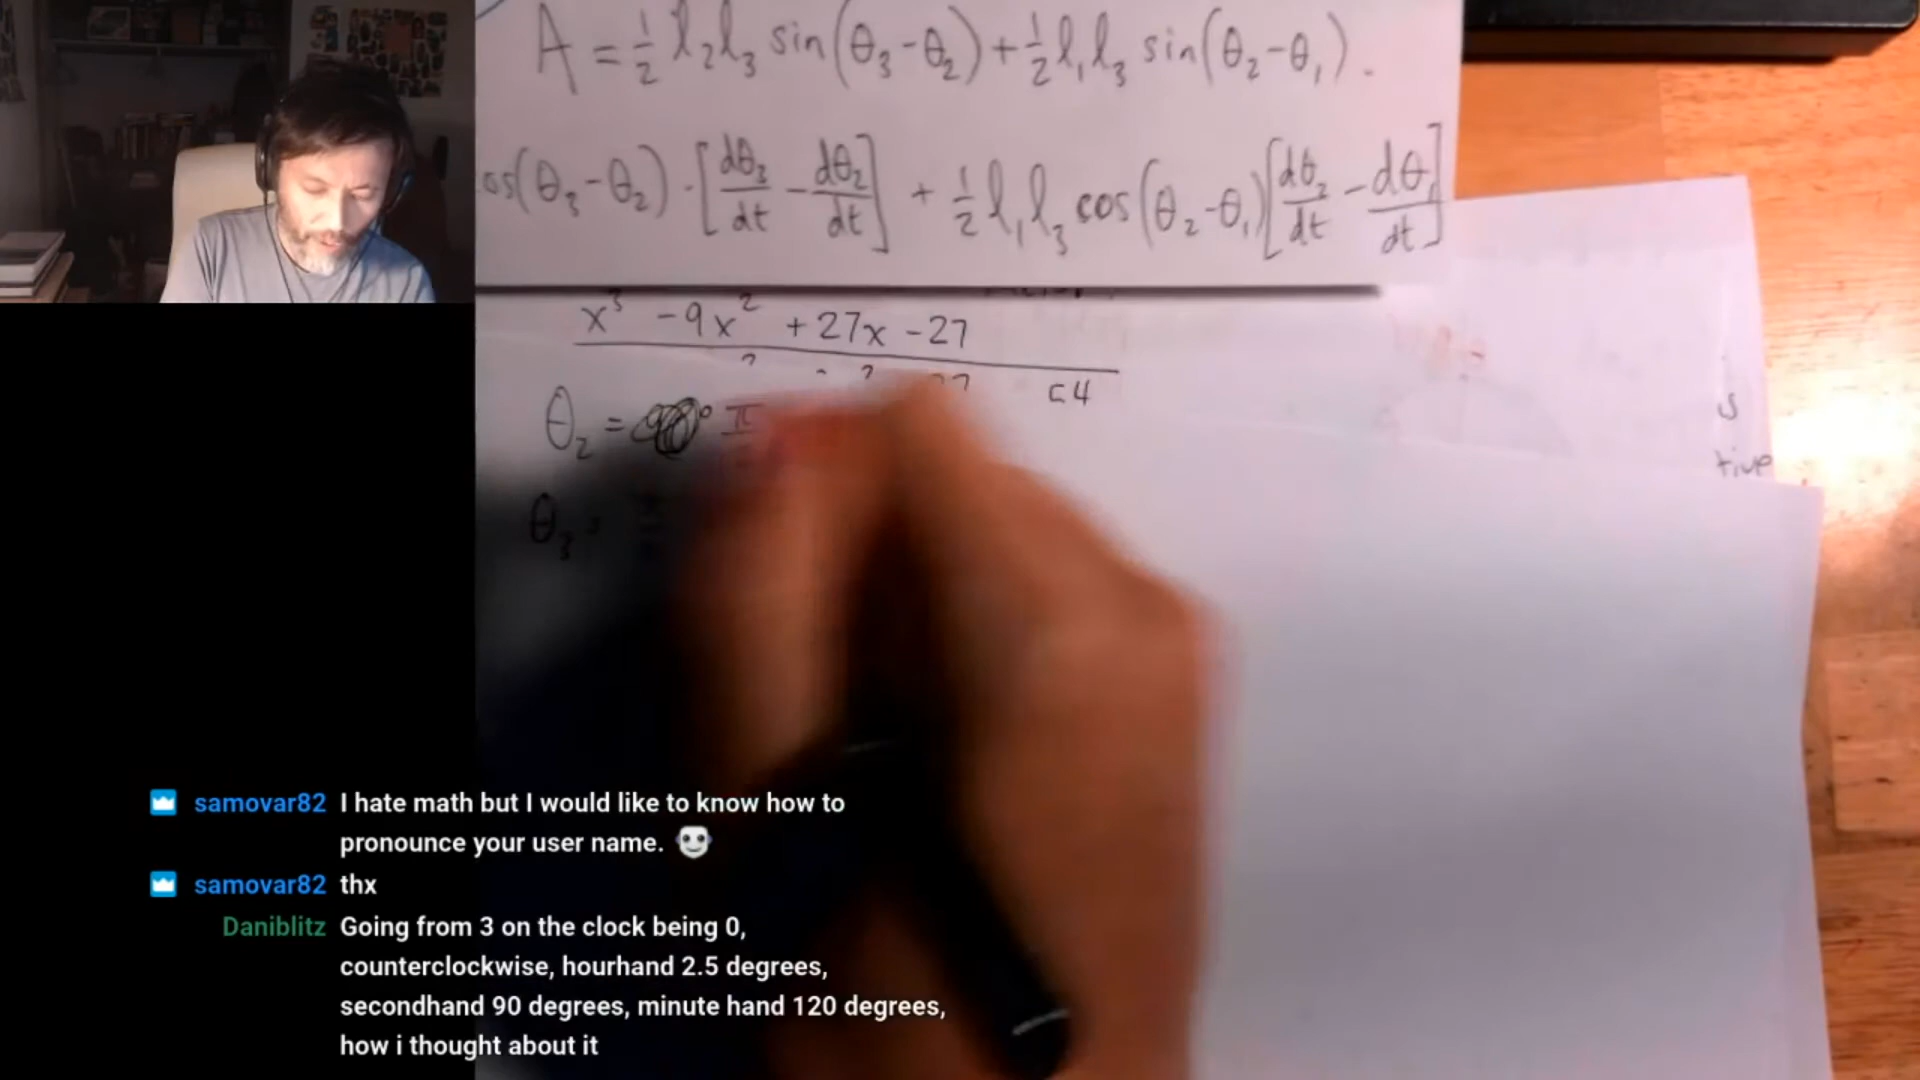 A = 1/2 l₂l₃ sin(θ₃-θ₂) + 1/2 l₁l₃ sin(θ₂-θ₁).
os(θ₃-θ₂) · [dθ₃/dt - dθ₂/dt] + 1/2 l₁l₃ cos(θ₂-θ₁)[dθ₂/dt - dθ₁/dt]
x³ -9x² +27x -27
54
θ₂ = ° π
θ₃ =
is
tive
samovar82 I hate math but I would like to know how to
pronounce your user name.
samovar82 thx
Daniblitz Going from 3 on the clock being 0,
counterclockwise, hourhand 2.5 degrees,
secondhand 90 degrees, minute hand 120 degrees,
how i thought about it